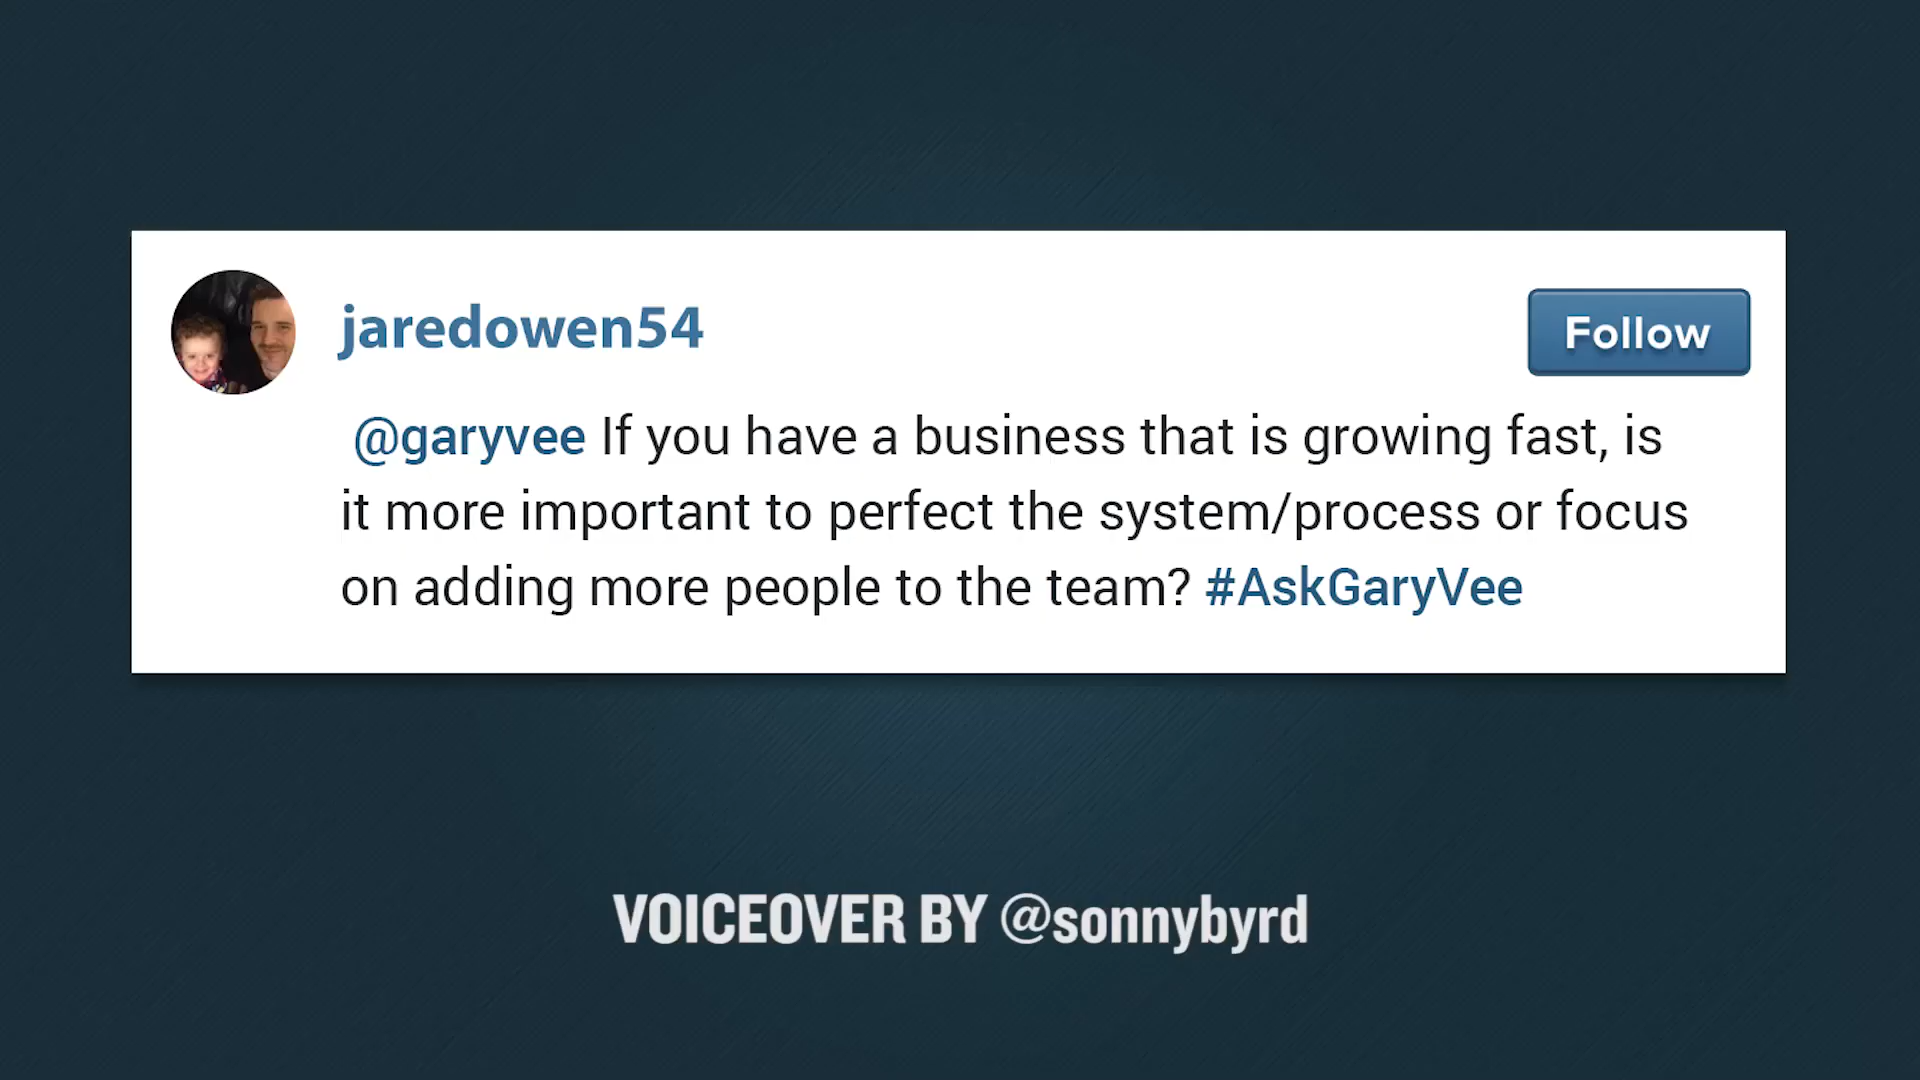 jaredowen54
Follow
@garyvee If you have a business that is growing fast, is
it more important to perfect the system/process or focus
on adding more people to the team? #AskGaryVee
VOICEOVER BY @sonnybyrd